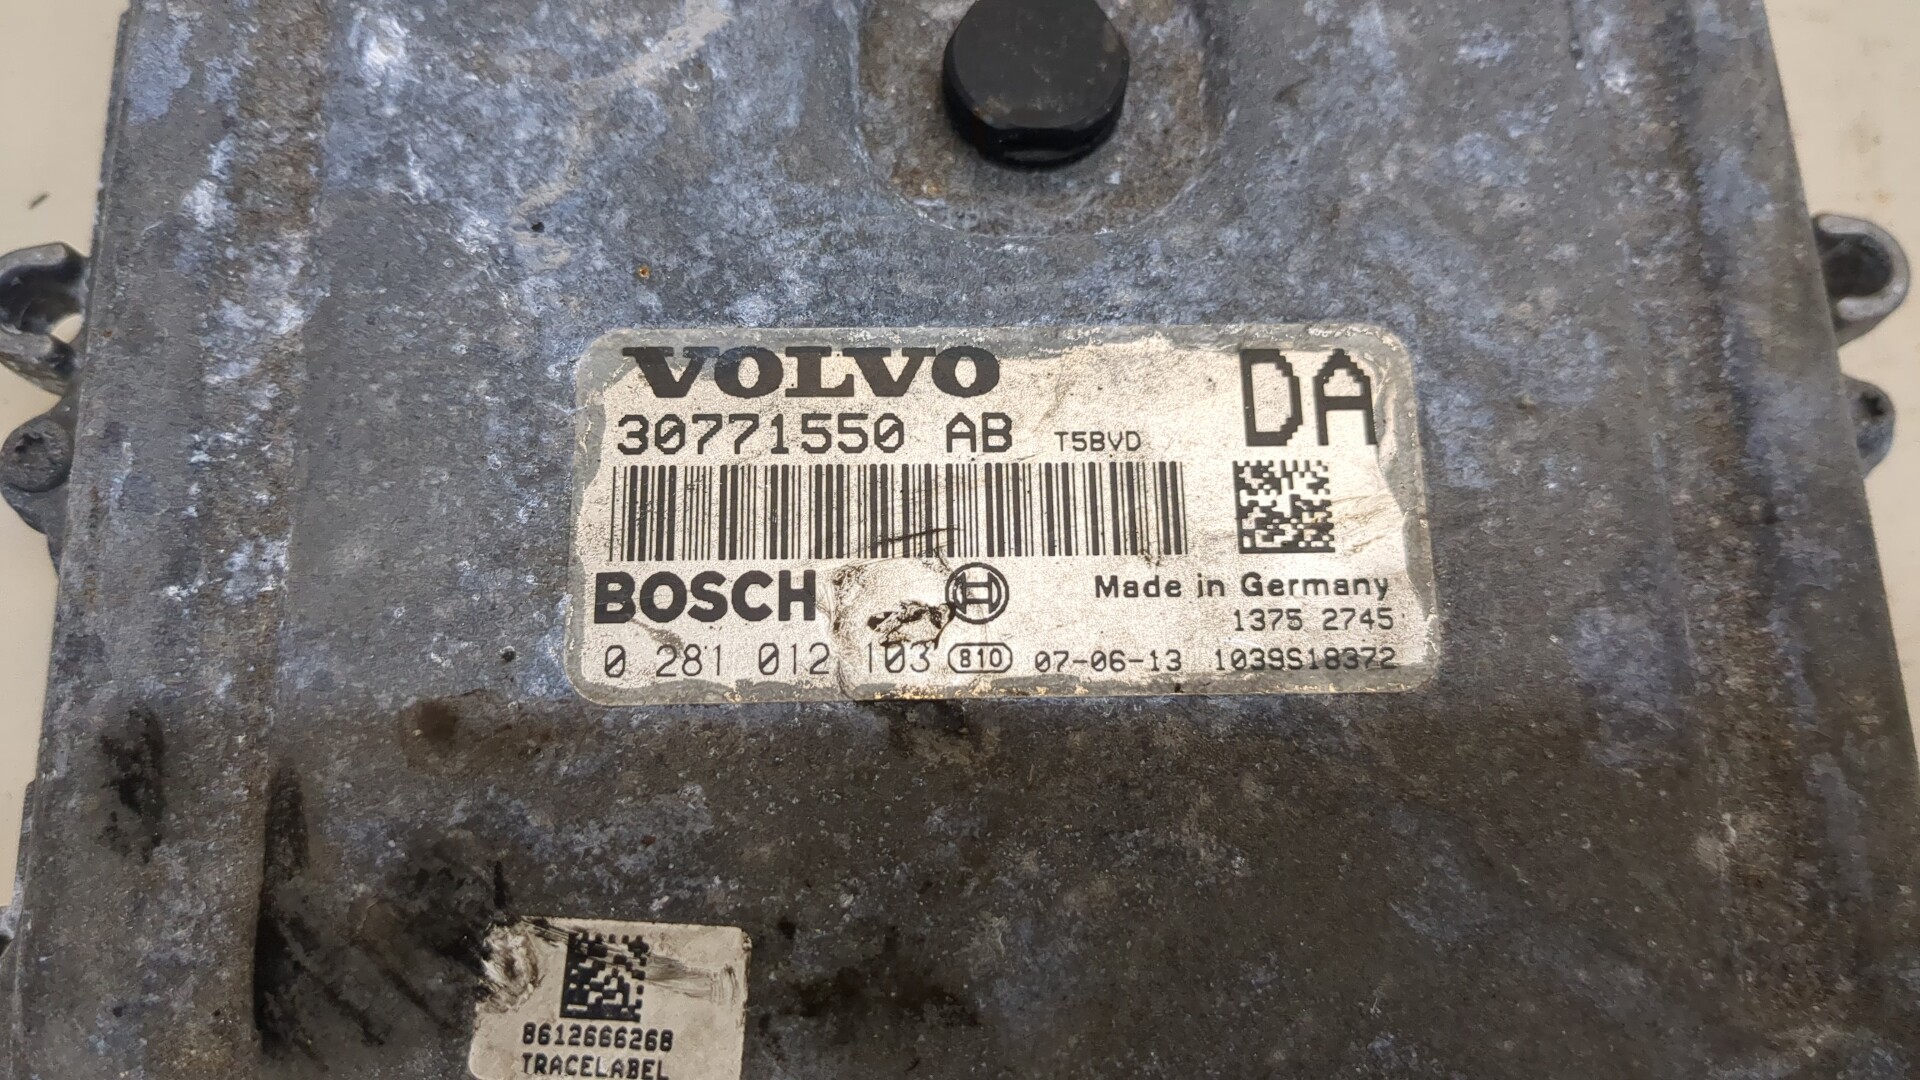 VOLVO
DA
30771550 AB T5BVD
BOSCH
Made in Germany
1375 2745
0 281 012 103 810 07-06-13 1039S18372
8612666268
TRACELABEL